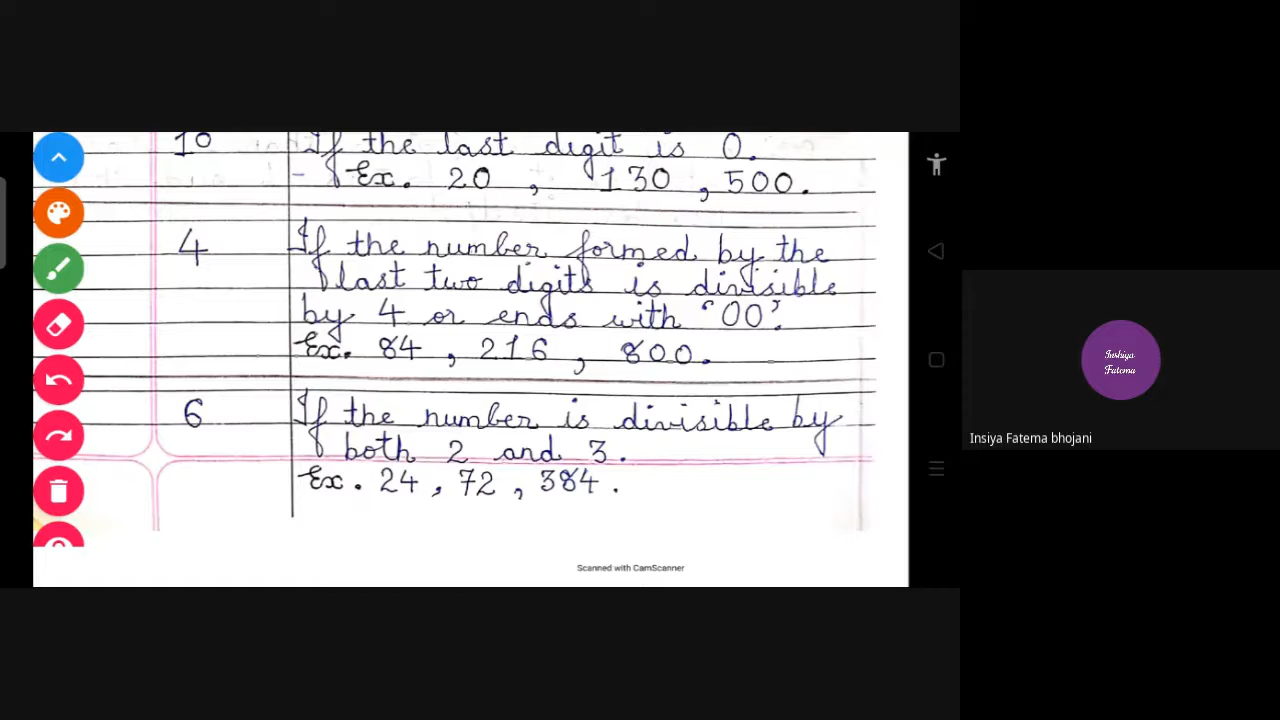 10 If the last digit is 0.
- Ex. 20 , 130 , 500.
4 If the number formed by the
last two digits is divisible
by 4 or ends with '00'.
Ex. 84 , 216 , 800.
6 If the number is divisible by
both 2 and 3.
Ex. 24 , 72 , 384 .
Scanned with CamScanner
Inshiya
Fatema
Insiya Fatema bhojani